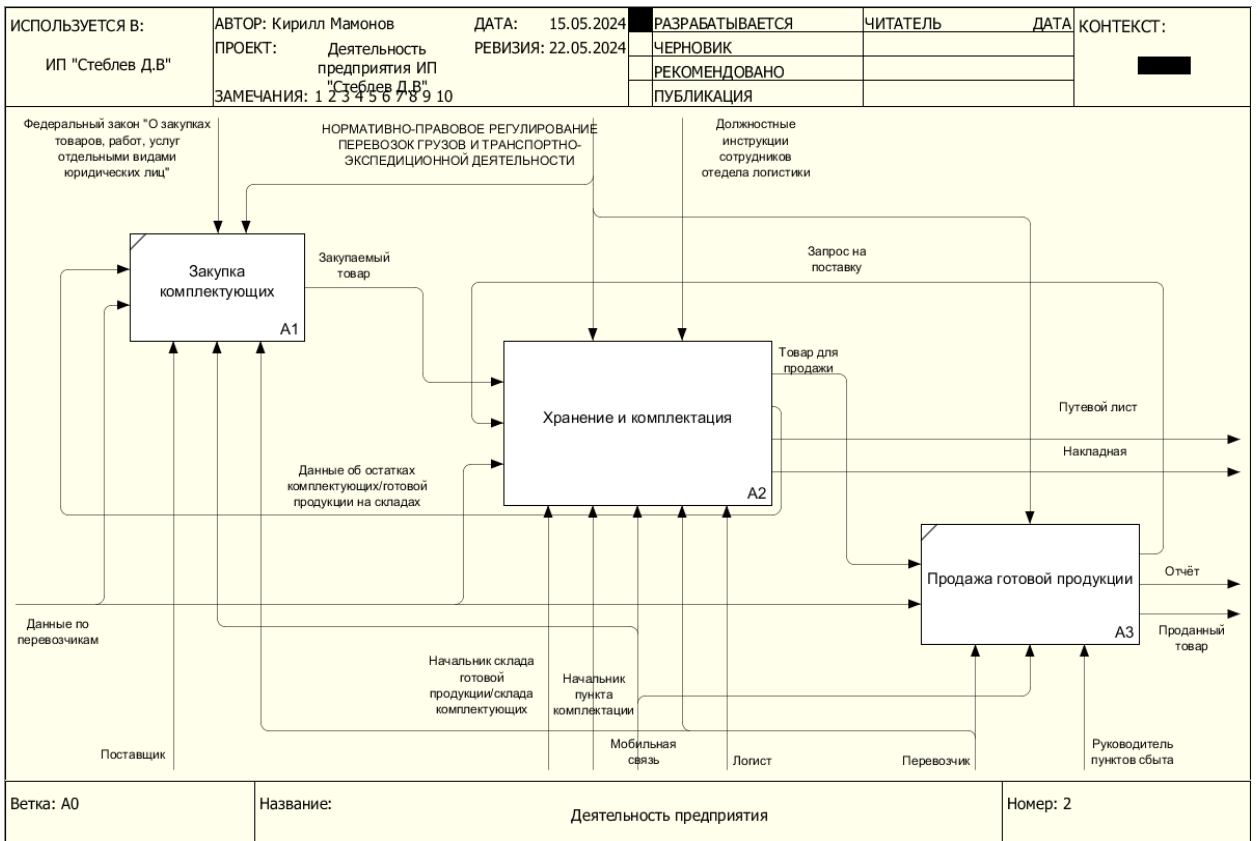 ИСПОЛЬЗУЕТСЯ В:
ИП "Стеблев Д.В"
АВТОР: Кирилл Мамонов
ДАТА: 15.05.2024
ПРОЕКТ: Деятельность
предприятия ИП
"Стеблев Д.В"
РЕВИЗИЯ: 22.05.2024
ЗАМЕЧАНИЯ: 1 2 3 4 5 6 7 8 9 10
РАЗРАБАТЫВАЕТСЯ
ЧЕРНОВИК
РЕКОМЕНДОВАНО
ПУБЛИКАЦИЯ
ЧИТАТЕЛЬ ДАТА
КОНТЕКСТ:
Федеральный закон "О закупках
товаров, работ, услуг
отдельными видами
юридических лиц"
НОРМАТИВНО-ПРАВОВОЕ РЕГУЛИРОВАНИЕ
ПЕРЕВОЗОК ГРУЗОВ И ТРАНСПОРТНО-
ЭКСПЕДИЦИОННОЙ ДЕЯТЕЛЬНОСТИ
Должностные
инструкции
сотрудников
отедела логистики
Закупка
комплектующих
A1
Закупаемый
товар
Запрос на
поставку
Хранение и комплектация
A2
Товар для
продажи
Путевой лист
Накладная
Данные об остатках
комплектующих/готовой
продукции на складах
Продажа готовой продукции
A3
Отчёт
Проданный
товар
Данные по
перевозчикам
Начальник склада
готовой
продукции/склада
комплектующих
Начальник
пункта
комплектации
Поставщик
Мобильная
связь
Логист
Перевозчик
Руководитель
пунктов сбыта
Ветка: A0
Название:
Деятельность предприятия
Номер: 2